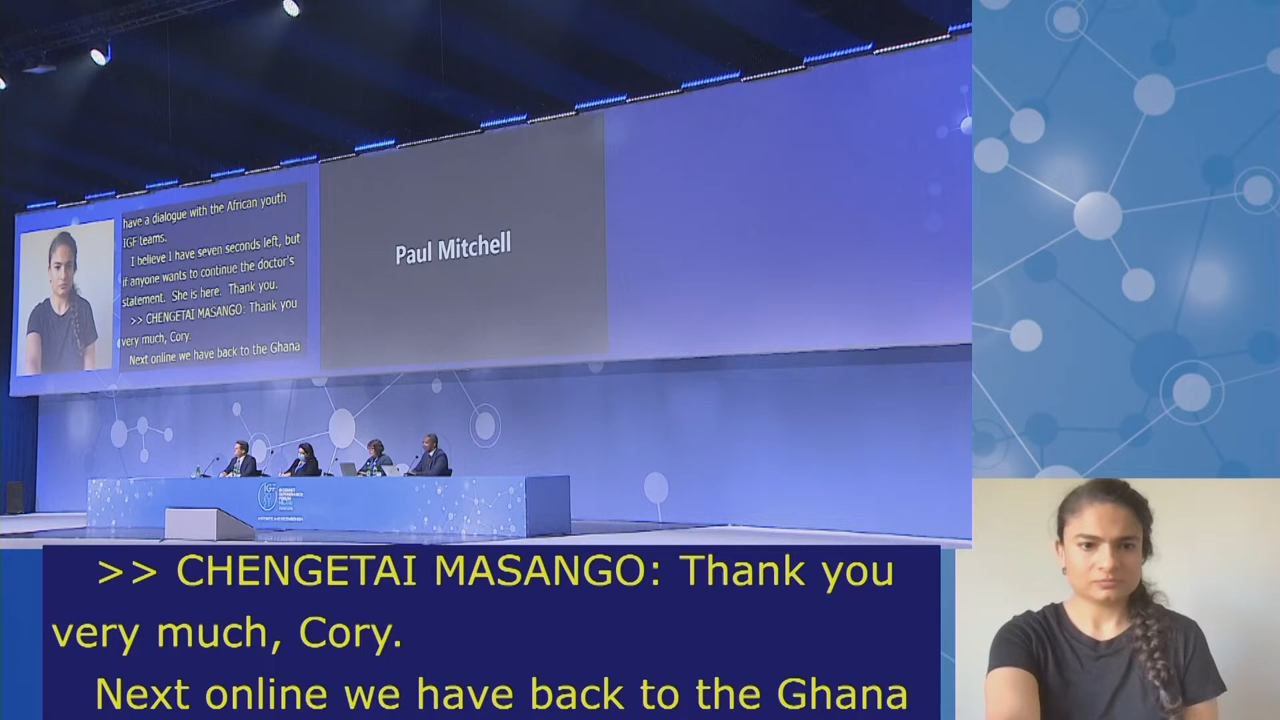 have a dialogue with the African youth
IGF teams.
I believe I have seven seconds left, but
if anyone wants to continue the doctor's
statement. She is here. Thank you.
>> CHENGETAI MASANGO: Thank you
very much, Cory.
Next online we have back to the Ghana
Paul Mitchell
IGF
>> CHENGETAI MASANGO: Thank you
very much, Cory.
Next online we have back to the Ghana